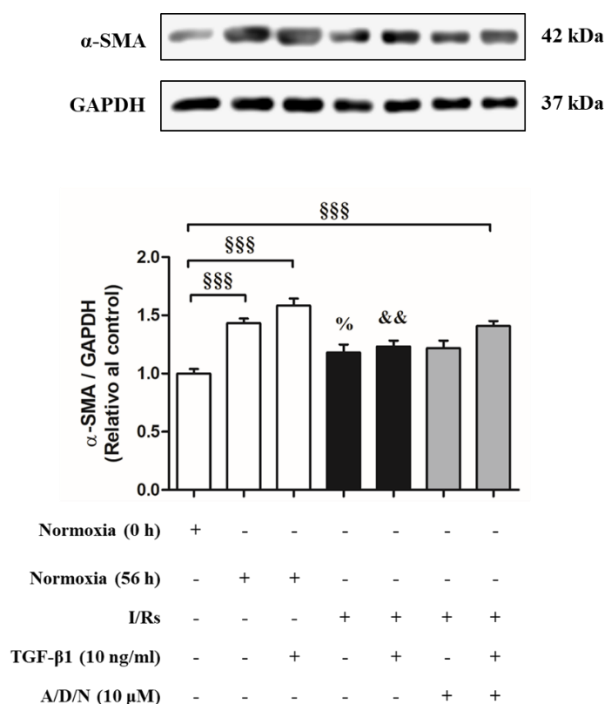 α-SMA 42 kDa
GAPDH 37 kDa
§§§
§§§
§§§
% &&
2.0
1.5
1.0
0.5
0.0
α-SMA / GAPDH
(Relativo al control)
Normoxia (0 h) + - - - - - -
Normoxia (56 h) - + + - - - -
I/Rs - - - + + + +
TGF-β1 (10 ng/ml) - - + - + - +
A/D/N (10 µM) - - - - - + +